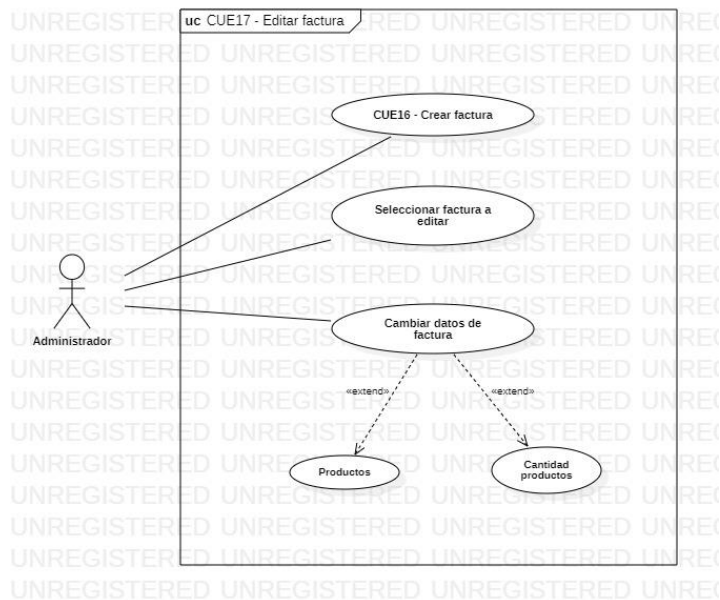 uc CUE17 - Editar factura
CUE16 - Crear factura
Seleccionar factura a
editar
Administrador
Cambiar datos de
factura
«extend»
«extend»
Productos
Cantidad
productos
UNREGISTERED